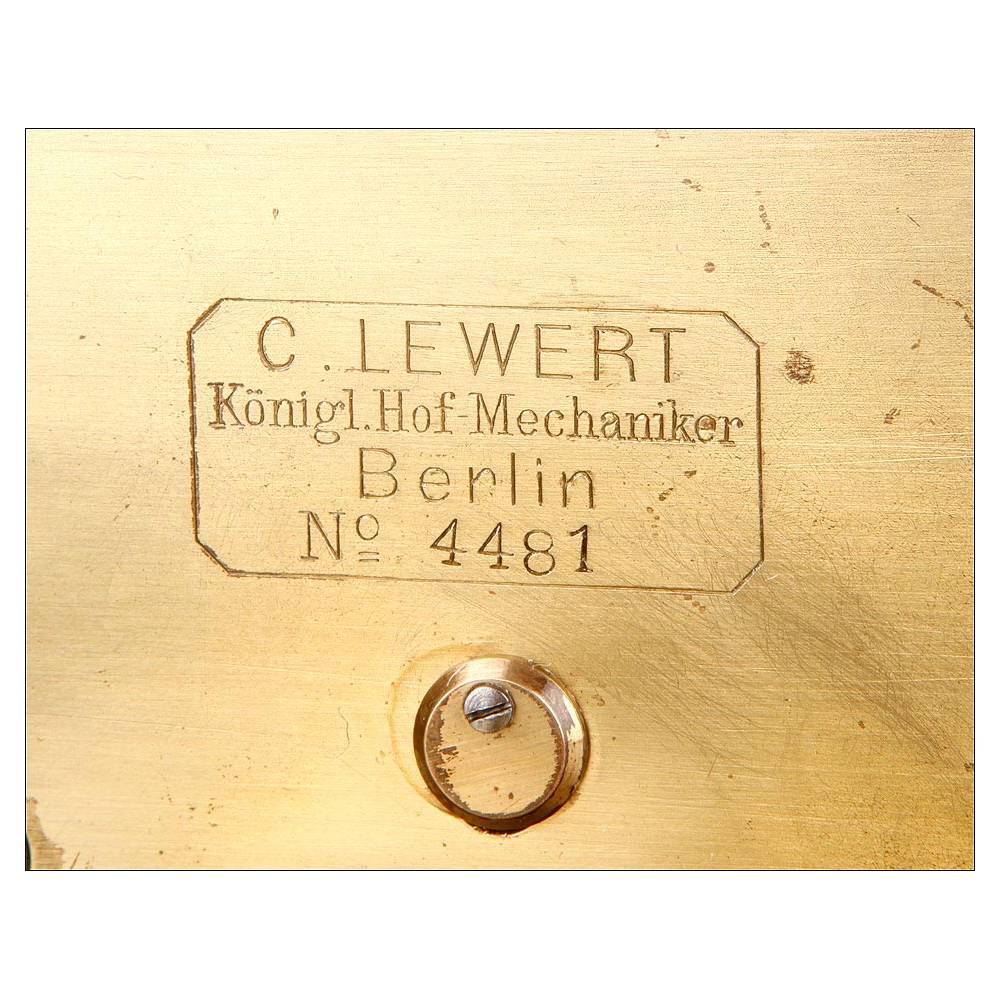 C. LEWERT
Königl. Hof-Mechaniker
Berlin
Nº 4481